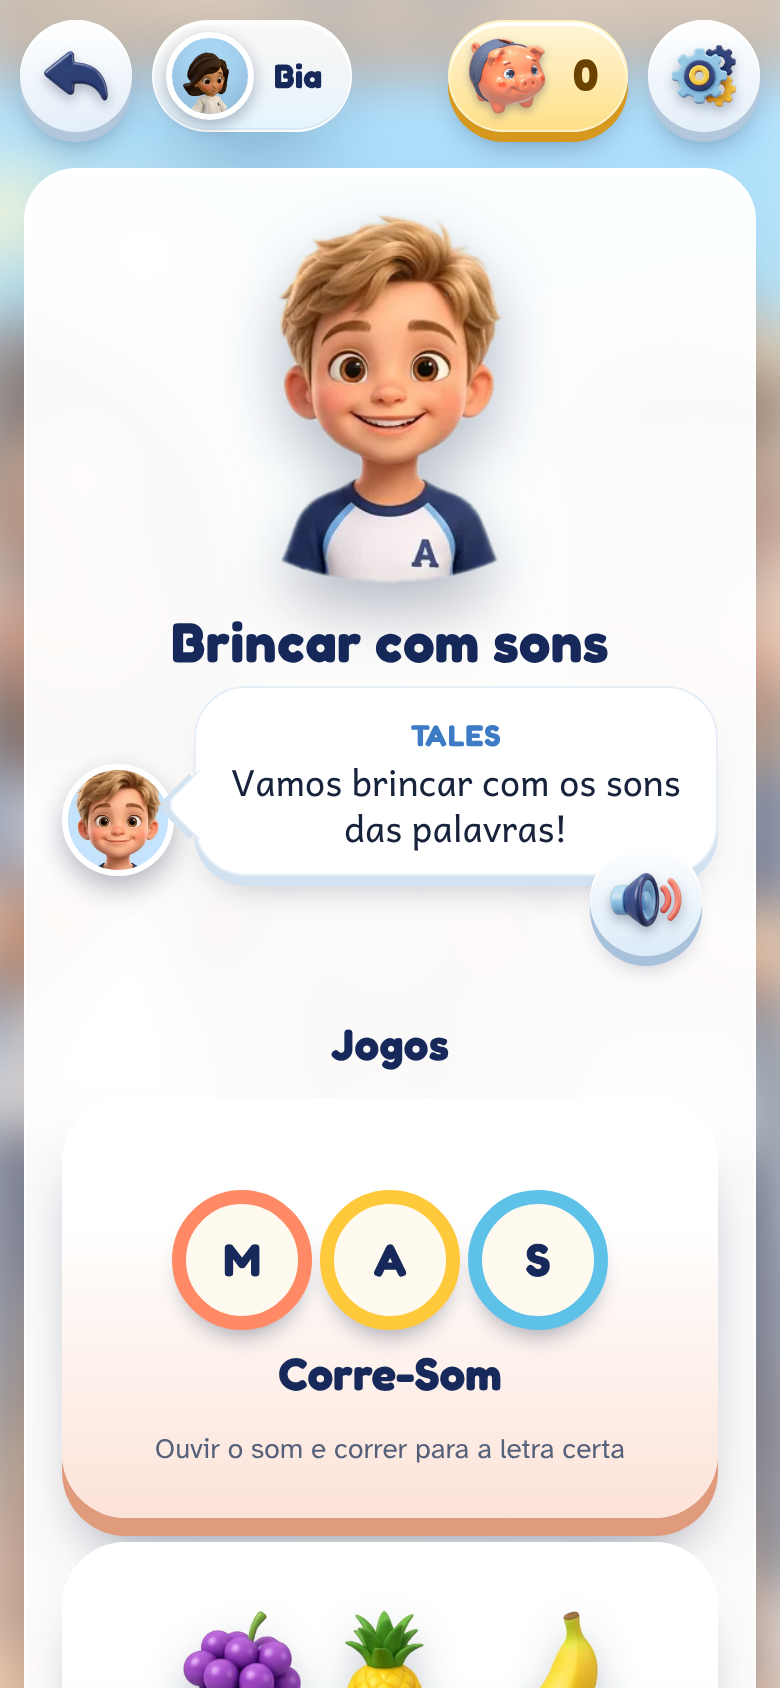 Bia
0
A
Brincar com sons
TALES
Vamos brincar com os sons
das palavras!
Jogos
M A S
Corre-Som
Ouvir o som e correr para a letra certa